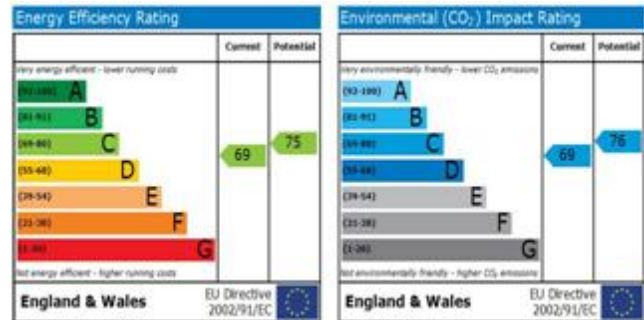 Energy Efficiency Rating
Current Potential
Very energy efficient - lower running costs
(92-100) A
(81-91) B
(69-80) C
(55-68) D
(39-54) E
(21-38) F
(1-20) G
69
75
Not energy efficient - higher running costs
England & Wales
EU Directive
2002/91/EC
Environmental (CO₂) Impact Rating
Current Potential
Very environmentally friendly - lower CO₂ emissions
(92-100) A
(81-91) B
(69-80) C
(55-68) D
(39-54) E
(21-38) F
(1-20) G
69
76
Not environmentally friendly - higher CO₂ emissions
England & Wales
EU Directive
2002/91/EC